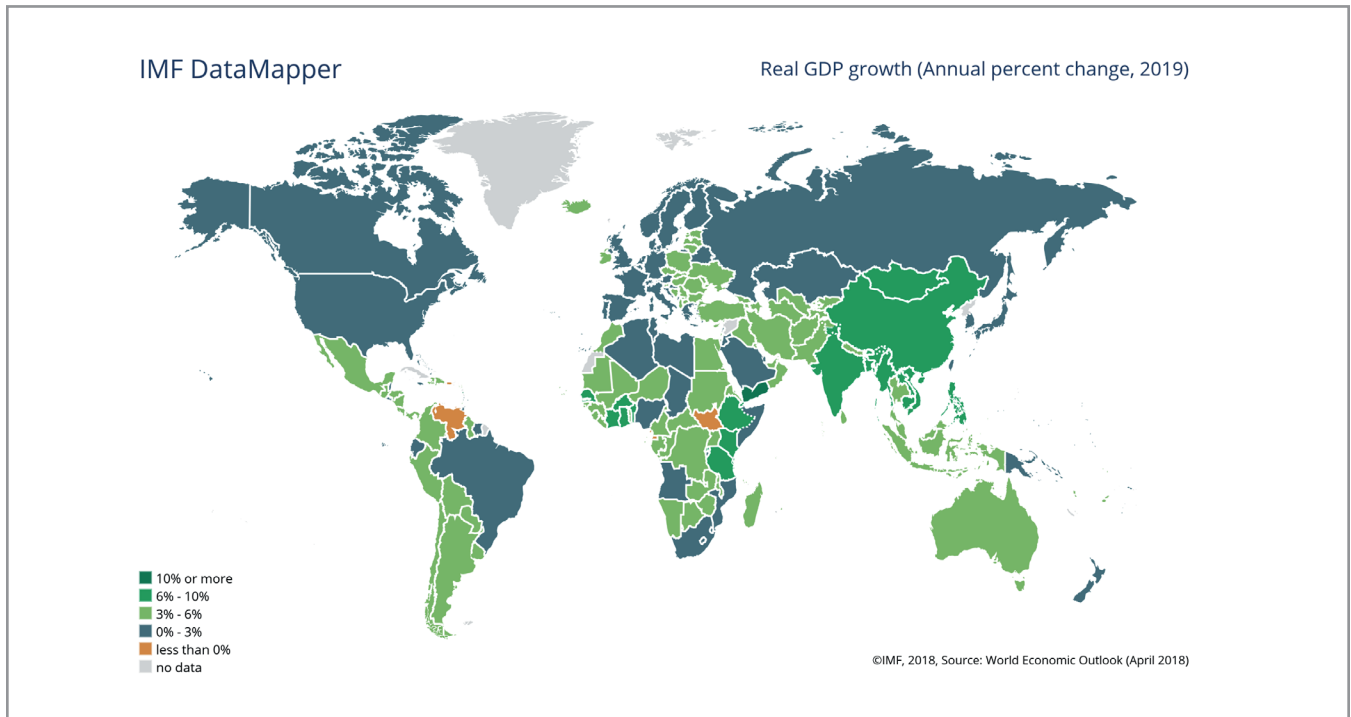 IMF DataMapper
Real GDP growth (Annual percent change, 2019)
10% or more
6% - 10%
3% - 6%
0% - 3%
less than 0%
no data
©IMF, 2018, Source: World Economic Outlook (April 2018)